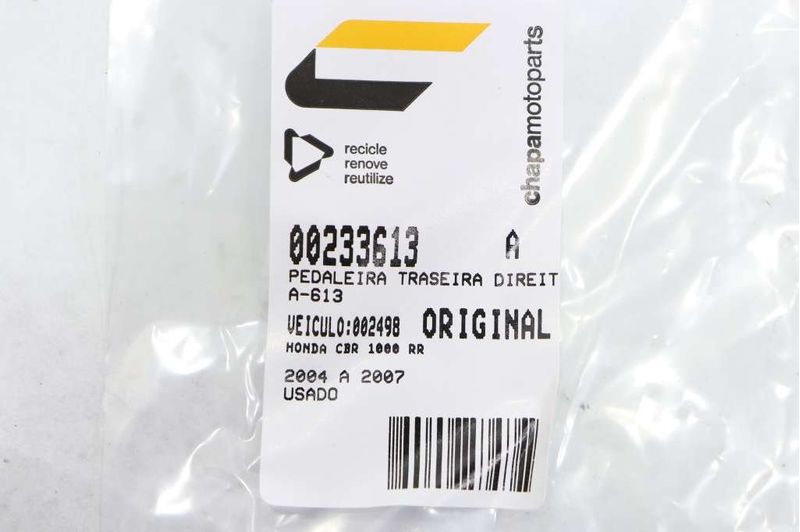 chapamotoparts
recicle
renove
reutilize
00233613 A
PEDALEIRA TRASEIRA DIREIT
A-613
VEICULO:002498 ORIGINAL
HONDA CBR 1000 RR
2004 A 2007
USADO